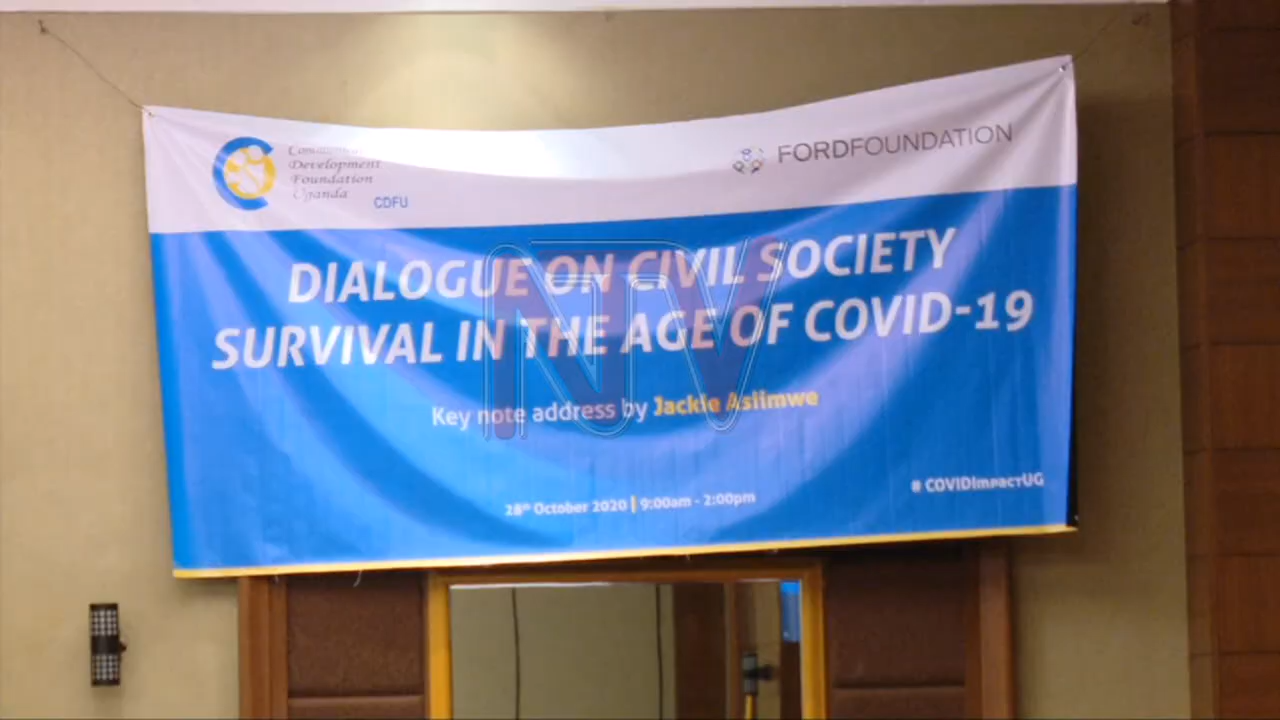 Development
Foundation
Uganda
CDFU
FORDFOUNDATION
DIALOGUE ON CIVIL SOCIETY
SURVIVAL IN THE AGE OF COVID-19
NTV
Key note address by Jackie Asiimwe
28th October 2020 | 9:00am - 2:00pm
# COVIDImpactUG